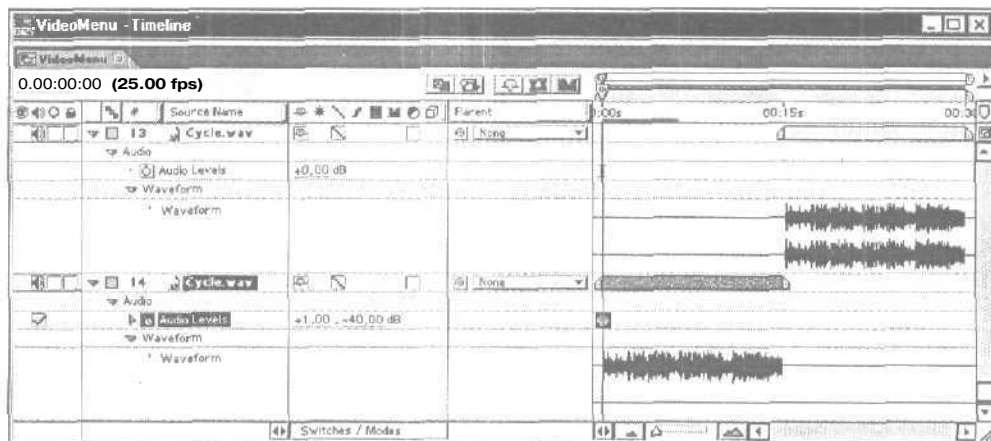 VideoMenu - Timeline
VideoMenu
0.00:00:00 (25.00 fps)
# Source Name Parent :00s 00:15s 00:30
13 Cycle.wav None
Audio
Audio Levels +0,00 dB
Waveform
Waveform
14 Cycle.wav None
Audio
Audio Levels +1,00 , -40,00 dB
Waveform
Waveform
Switches / Modes